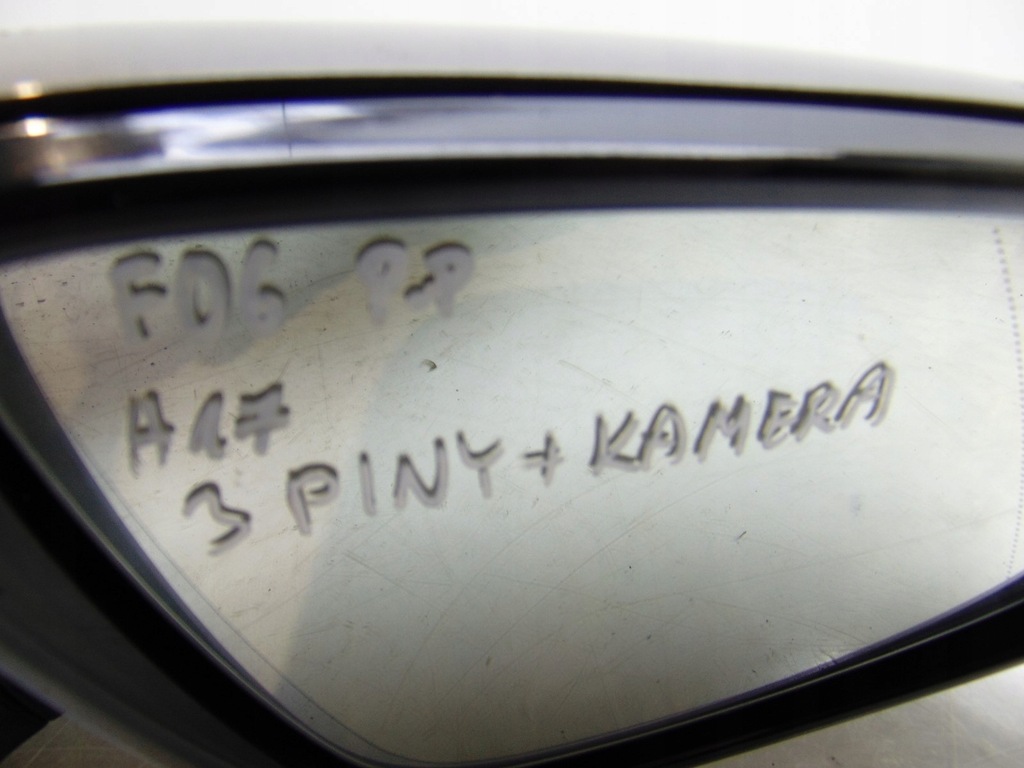 F06 PP
A17
3 PINY + KAMERA